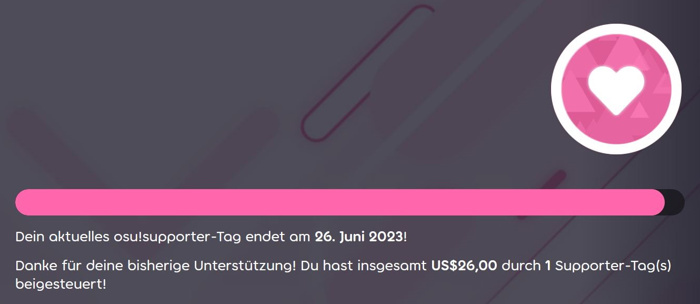 Dein aktuelles osu!supporter-Tag endet am 26. Juni 2023!
Danke für deine bisherige Unterstützung! Du hast insgesamt US$26,00 durch 1 Supporter-Tag(s)
beigesteuert!